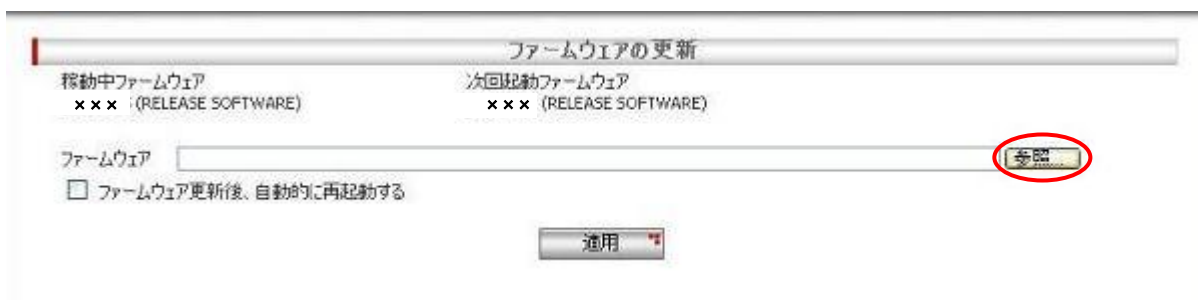 ファームウェアの更新
稼動中ファームウェア 次回起動ファームウェア
××× (RELEASE SOFTWARE) ××× (RELEASE SOFTWARE)
ファームウェア 参照...
ファームウェア更新後、自動的に再起動する
適用